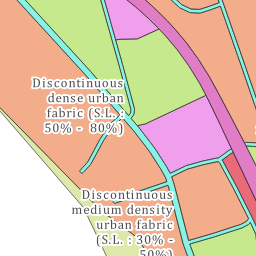 Discontinuous
dense urban
fabric (S.L. :
50% - 80%)
Discontinuous
medium density
urban fabric
(S.L. : 30% -
50%)